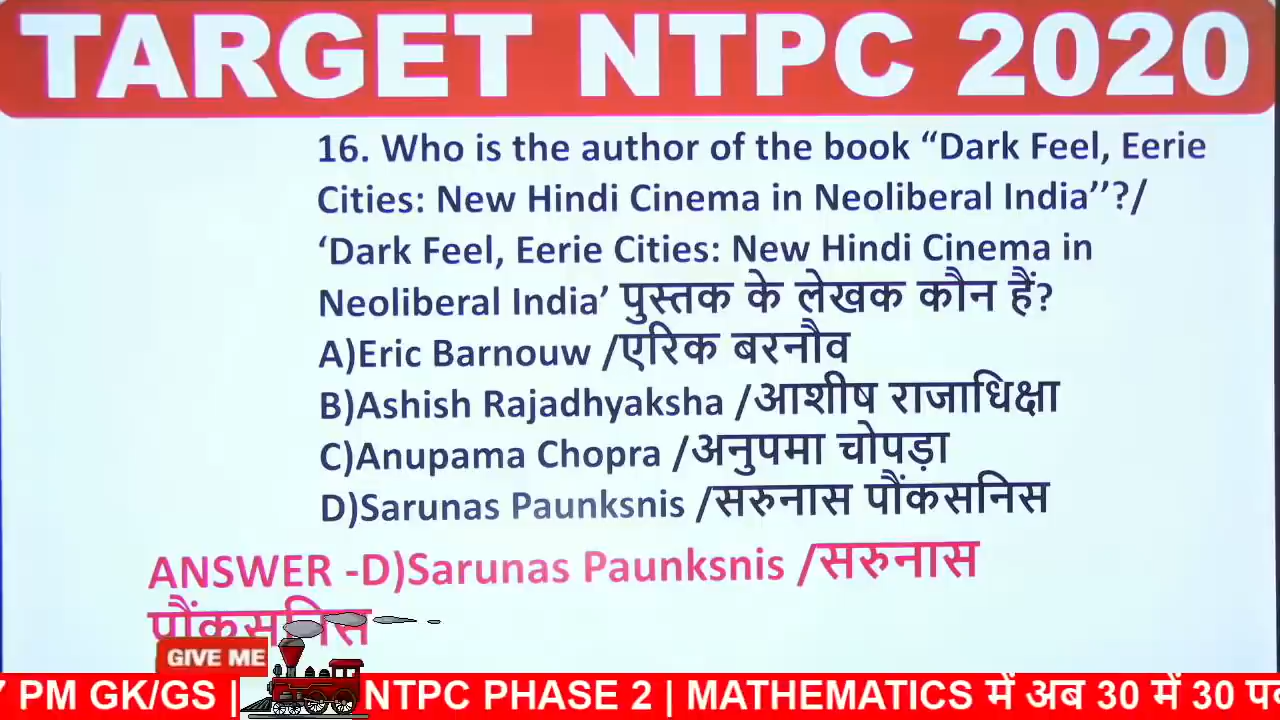 TARGET NTPC 2020
16. Who is the author of the book “Dark Feel, Eerie
Cities: New Hindi Cinema in Neoliberal India’’?/
‘Dark Feel, Eerie Cities: New Hindi Cinema in
Neoliberal India’ पुस्तक के लेखक कौन हैं?
A)Eric Barnouw /एरिक बरनौव
B)Ashish Rajadhyaksha /आशीष राजाधिक्षा
C)Anupama Chopra /अनुपमा चोपड़ा
D)Sarunas Paunksnis /सरुनास पौंकसनिस
ANSWER -D)Sarunas Paunksnis /सरुनास
पौंकसनिस
GIVE ME
PM GK/GS | NTPC PHASE 2 | MATHEMATICS में अब 30 में 30